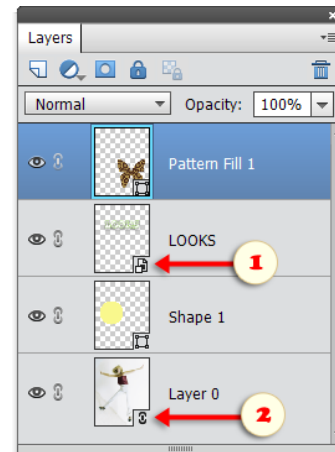 Layers
Normal Opacity: 100%
Pattern Fill 1
LOOKS
1
Shape 1
Layer 0
2